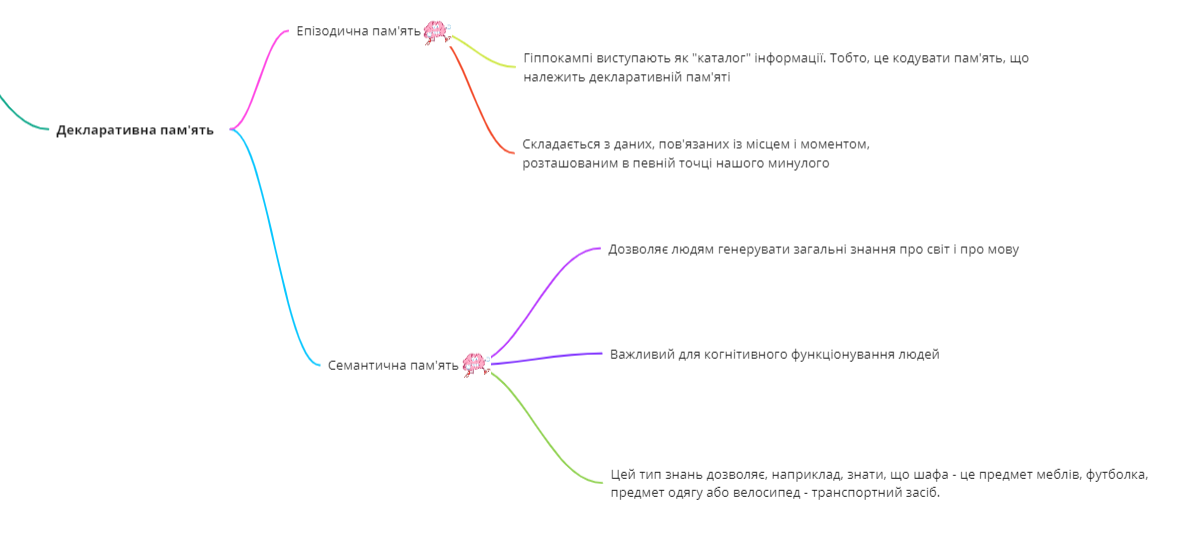 Епізодична пам'ять
Гіппокампі виступають як "каталог" інформації. Тобто, це кодувати пам'ять, що
належить декларативній пам'яті
Декларативна пам'ять
Складається з даних, пов'язаних із місцем і моментом,
розташованим в певній точці нашого минулого
Дозволяє людям генерувати загальні знання про світ і про мову
Важливий для когнітивного функціонування людей
Семантична пам'ять
Цей тип знань дозволяє, наприклад, знати, що шафа - це предмет меблів, футболка,
предмет одягу або велосипед - транспортний засіб.